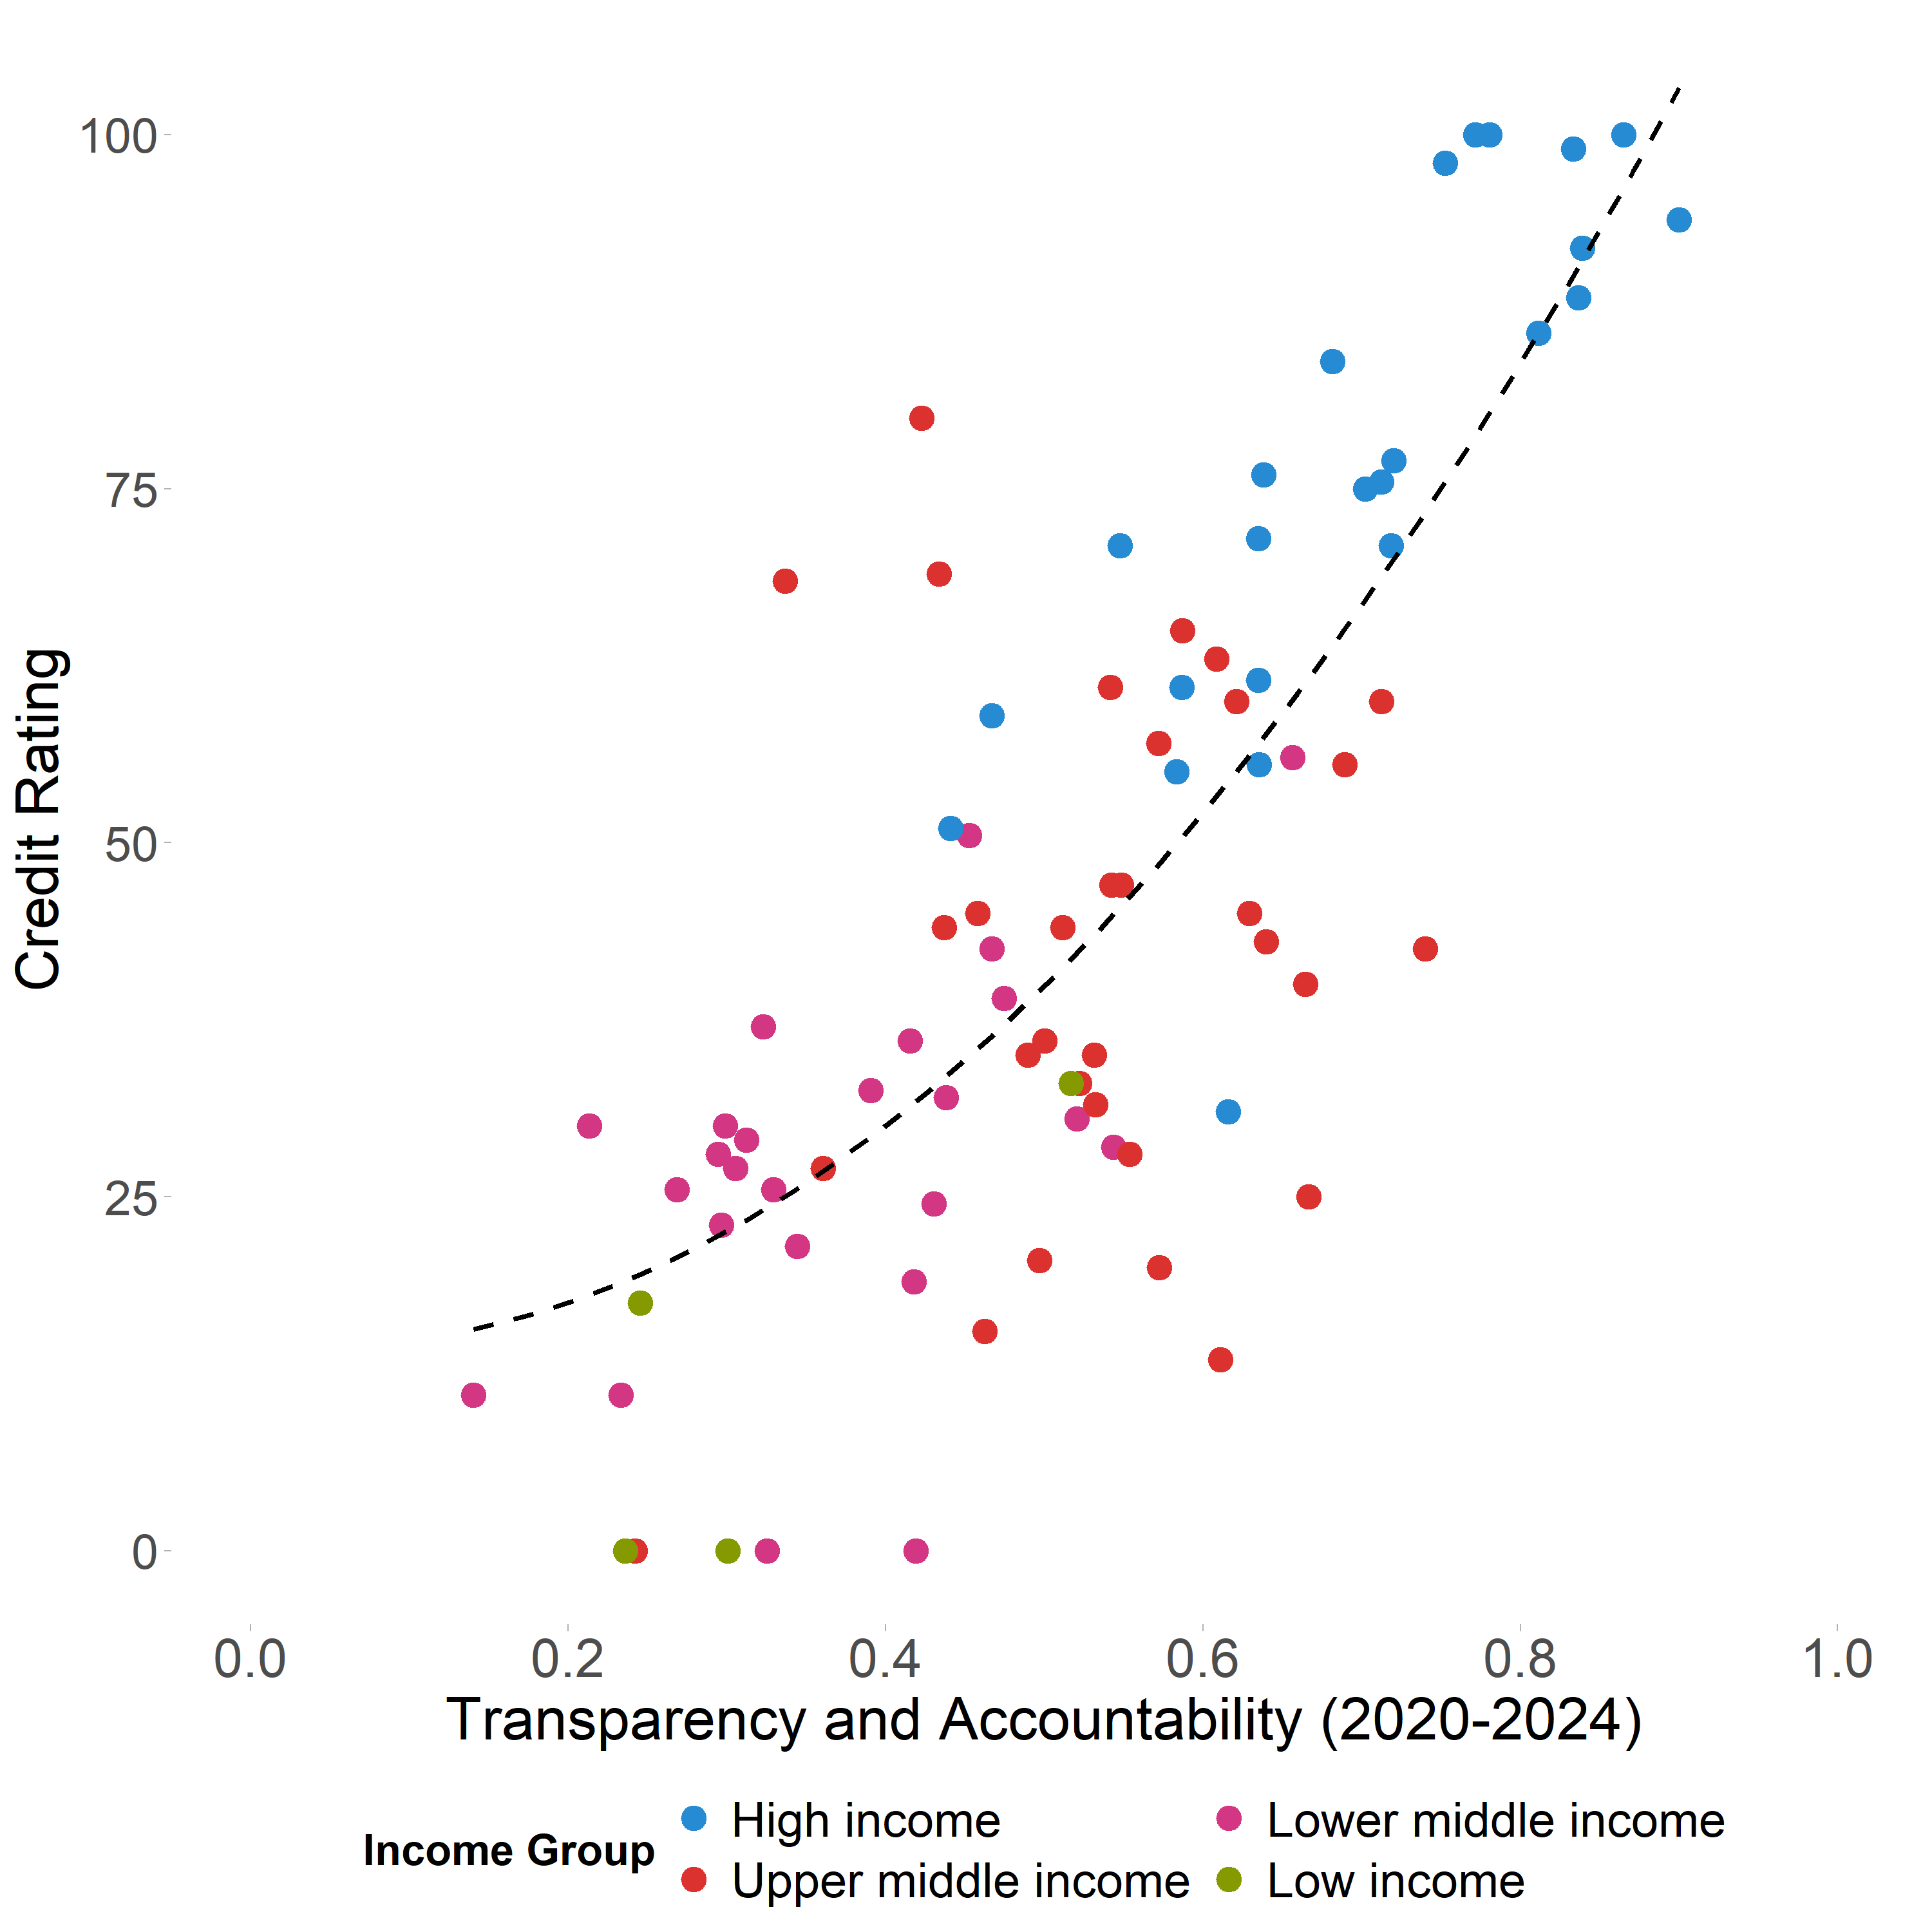 100
75
50
25
0
Credit Rating
0.0 0.2 0.4 0.6 0.8 1.0
Transparency and Accountability (2020-2024)
Income Group
High income
Upper middle income
Lower middle income
Low income